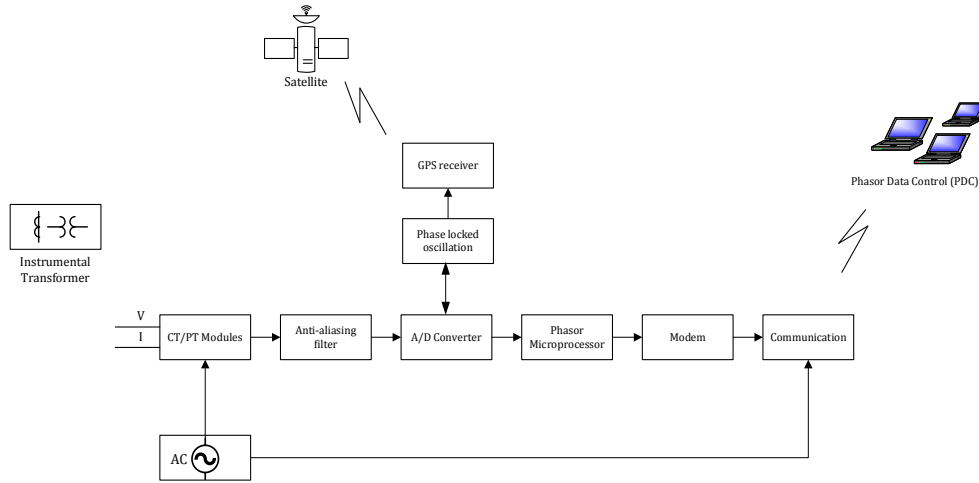 Satellite
GPS receiver
Phasor Data Control (PDC)
Phase locked
oscillation
Instrumental
Transformer
V
I
CT/PT Modules
Anti-aliasing
filter
A/D Converter
Phasor
Microprocessor
Modem
Communication
AC